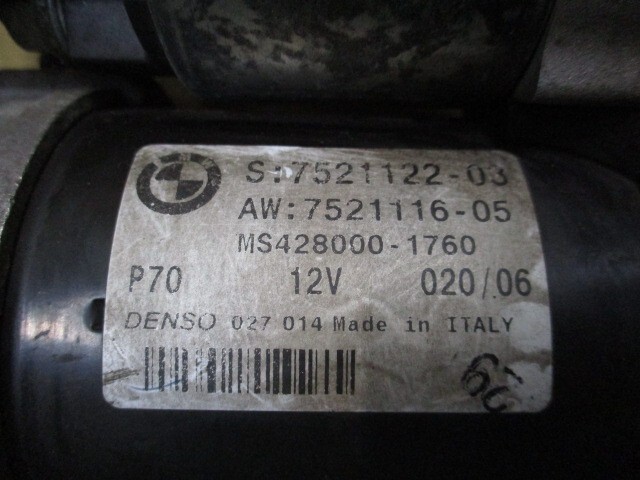 S:7521122-03
AW:7521116-05
MS428000-1760
P70 12V 020/06
DENSO 027 014 Made in ITALY